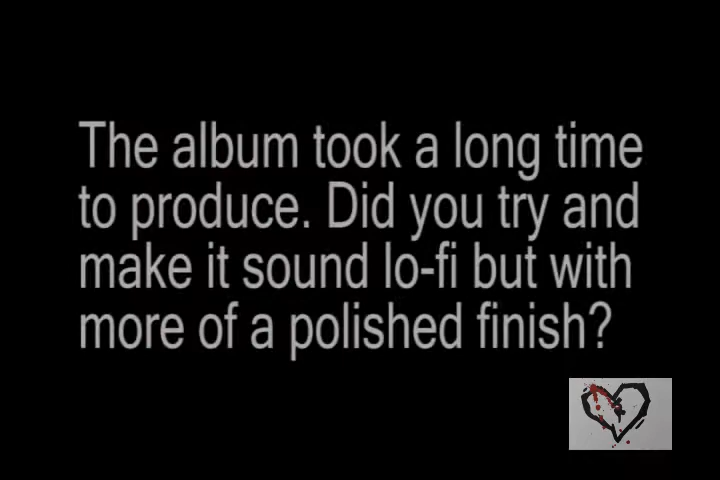 The album took a long time
to produce. Did you try and
make it sound lo-fi but with
more of a polished finish?